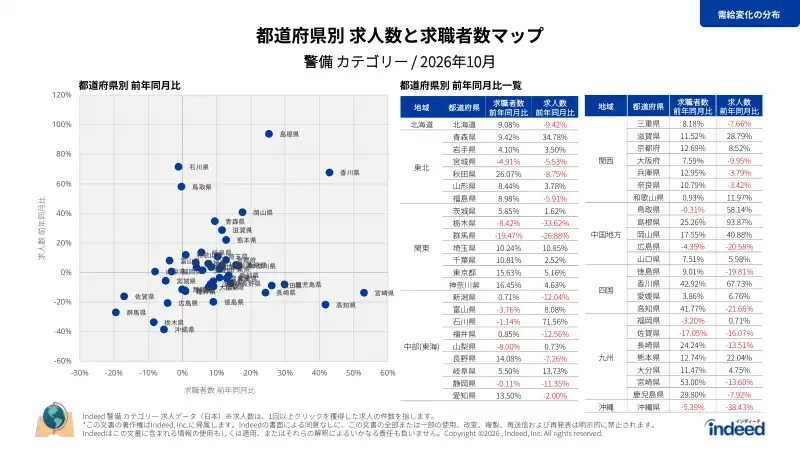 需給変化の分布
都道府県別 求人数と求職者数マップ
警備 カテゴリー / 2026年10月
都道府県別 前年同月比
120%
100%
80%
60%
40%
20%
0%
-20%
-40%
-60%
-30% -20% -10% 0% 10% 20% 30% 40% 50% 60%
求人数 前年同月比
求職者数 前年同月比
島根県
石川県
香川県
鳥取県
岡山県
青森県
滋賀県
熊本県
宮城県
佐賀県
広島県
徳島県
長崎県
鹿児島県
宮崎県
高知県
群馬県
栃木県
沖縄県
都道府県別 前年同月比一覧
地域 都道府県 求職者数 前年同月比 求人数 前年同月比
北海道 北海道 9.08% -9.42%
東北 青森県 9.42% 34.78%
岩手県 4.10% 3.50%
宮城県 -4.91% -5.53%
秋田県 26.07% -8.75%
山形県 8.44% 3.78%
福島県 8.98% -5.91%
関東 茨城県 5.85% 1.62%
栃木県 -8.42% -33.62%
群馬県 -19.47% -26.88%
埼玉県 10.24% 10.85%
千葉県 10.81% 2.52%
東京都 15.63% 5.16%
神奈川県 16.45% 4.63%
中部(東海) 新潟県 0.71% -12.04%
富山県 -3.76% 8.08%
石川県 -1.14% 71.56%
福井県 0.85% -12.56%
山梨県 -8.00% 0.73%
長野県 14.08% -7.26%
岐阜県 5.50% 13.73%
静岡県 -0.11% -11.35%
愛知県 13.50% -2.00%
地域 都道府県 求職者数 前年同月比 求人数 前年同月比
関西 三重県 8.18% -7.66%
滋賀県 11.52% 28.79%
京都府 12.69% 8.52%
大阪府 7.59% -9.95%
兵庫県 12.95% -3.79%
奈良県 10.79% -3.42%
和歌山県 0.93% 11.97%
中国地方 鳥取県 -0.31% 58.14%
島根県 25.26% 93.87%
岡山県 17.55% 40.88%
広島県 -4.35% -20.58%
山口県 7.51% 5.98%
四国 徳島県 9.01% -19.81%
香川県 42.92% 67.73%
愛媛県 3.86% 6.76%
高知県 41.77% -21.66%
九州 福岡県 -3.20% 0.71%
佐賀県 -17.05% -16.07%
長崎県 24.24% -13.51%
熊本県 12.74% 22.04%
大分県 11.47% 4.75%
宮崎県 53.00% -13.60%
鹿児島県 29.80% -7.92%
沖縄 沖縄県 -5.39% -38.43%
Indeed 警備 カテゴリー 求人データ（日本）※求人数は、1回以上クリックを獲得した求人の件数を指します。
*この文書の著作権はIndeed, Inc.に帰属します。Indeedの書面による同意なしに、この文書の全部または一部の使用、改変、複製、再送信および再発表は明示的に禁止されます。
Indeedはこの文書に含まれる情報の使用もしくは適用、またはそれらの解釈によるいかなる責任も負いません。Copyright ©2026 , Indeed, Inc. All rights reserved.
インディード
indeed